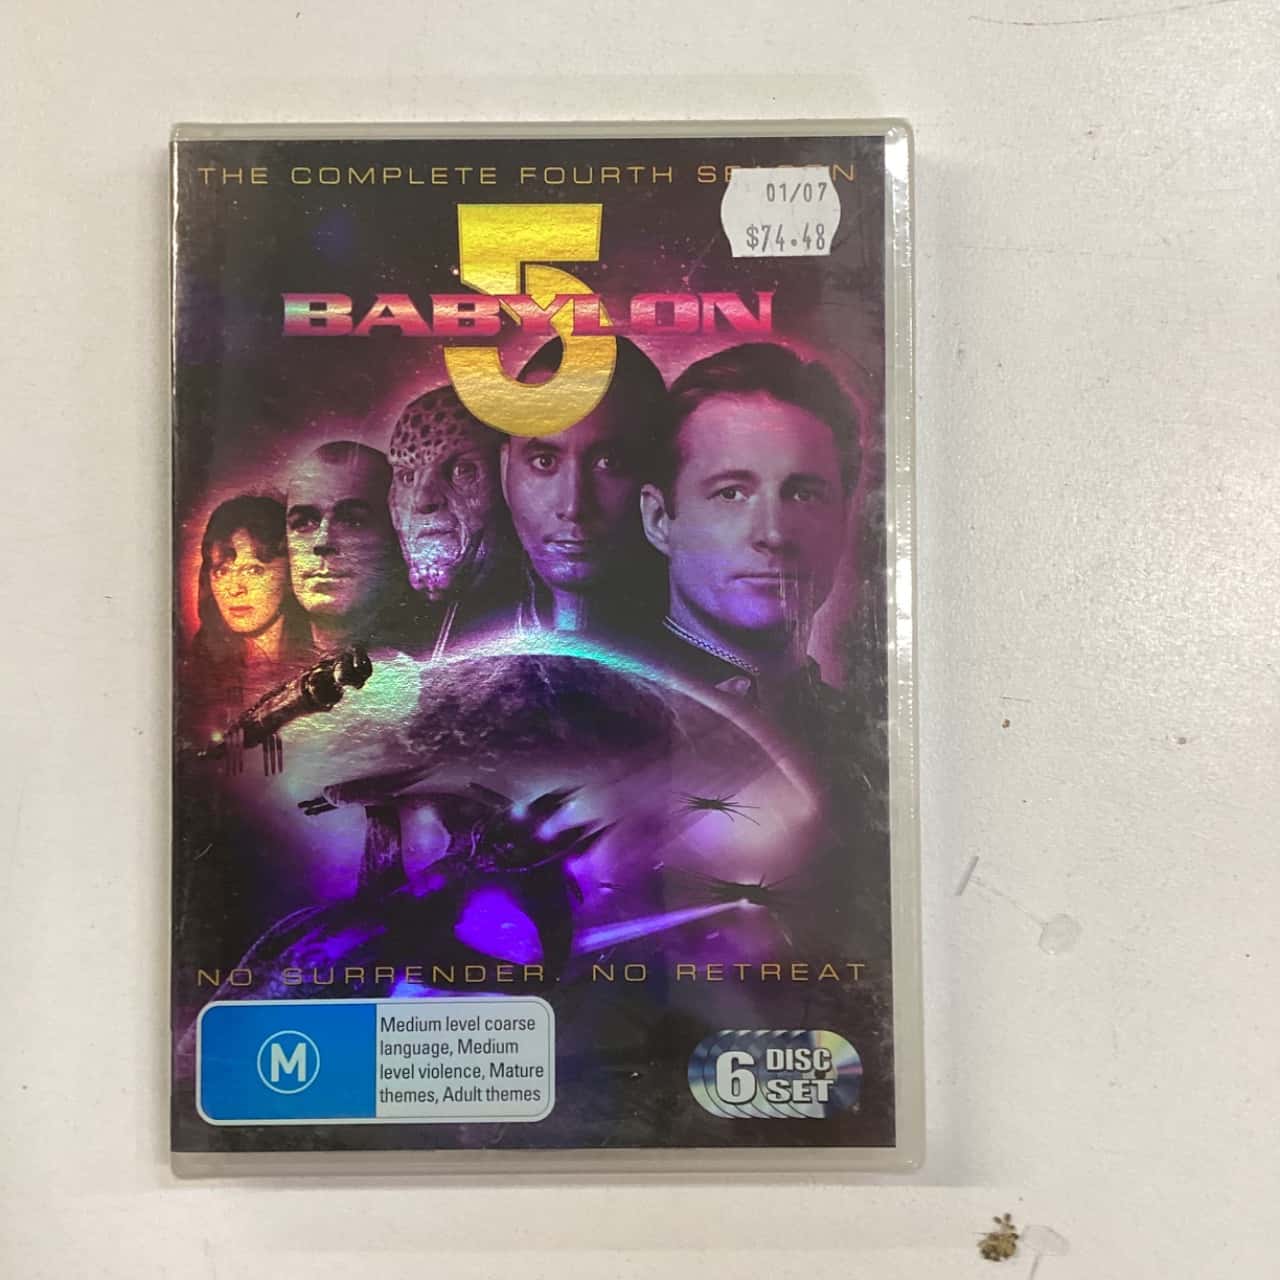 THE COMPLETE FOURTH
01/07
$74.48
BABYLON
5
NO SURRENDER. NO RETREAT
M
Medium level coarse
language, Medium
level violence, Mature
themes, Adult themes
6 DISC
SET